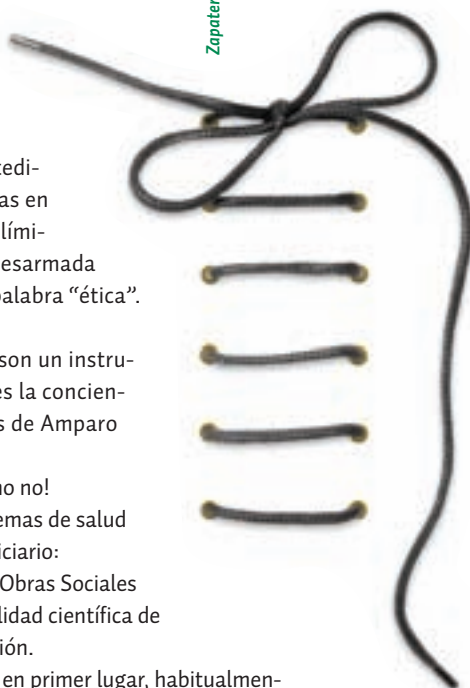 Zapater
edi-
as en
lími-
esarmada
palabra “ética”.
son un instru-
es la concien-
s de Amparo
no no!
emas de salud
iciario:
Obras Sociales
lidad científica de
ión.
en primer lugar, habitualmen-